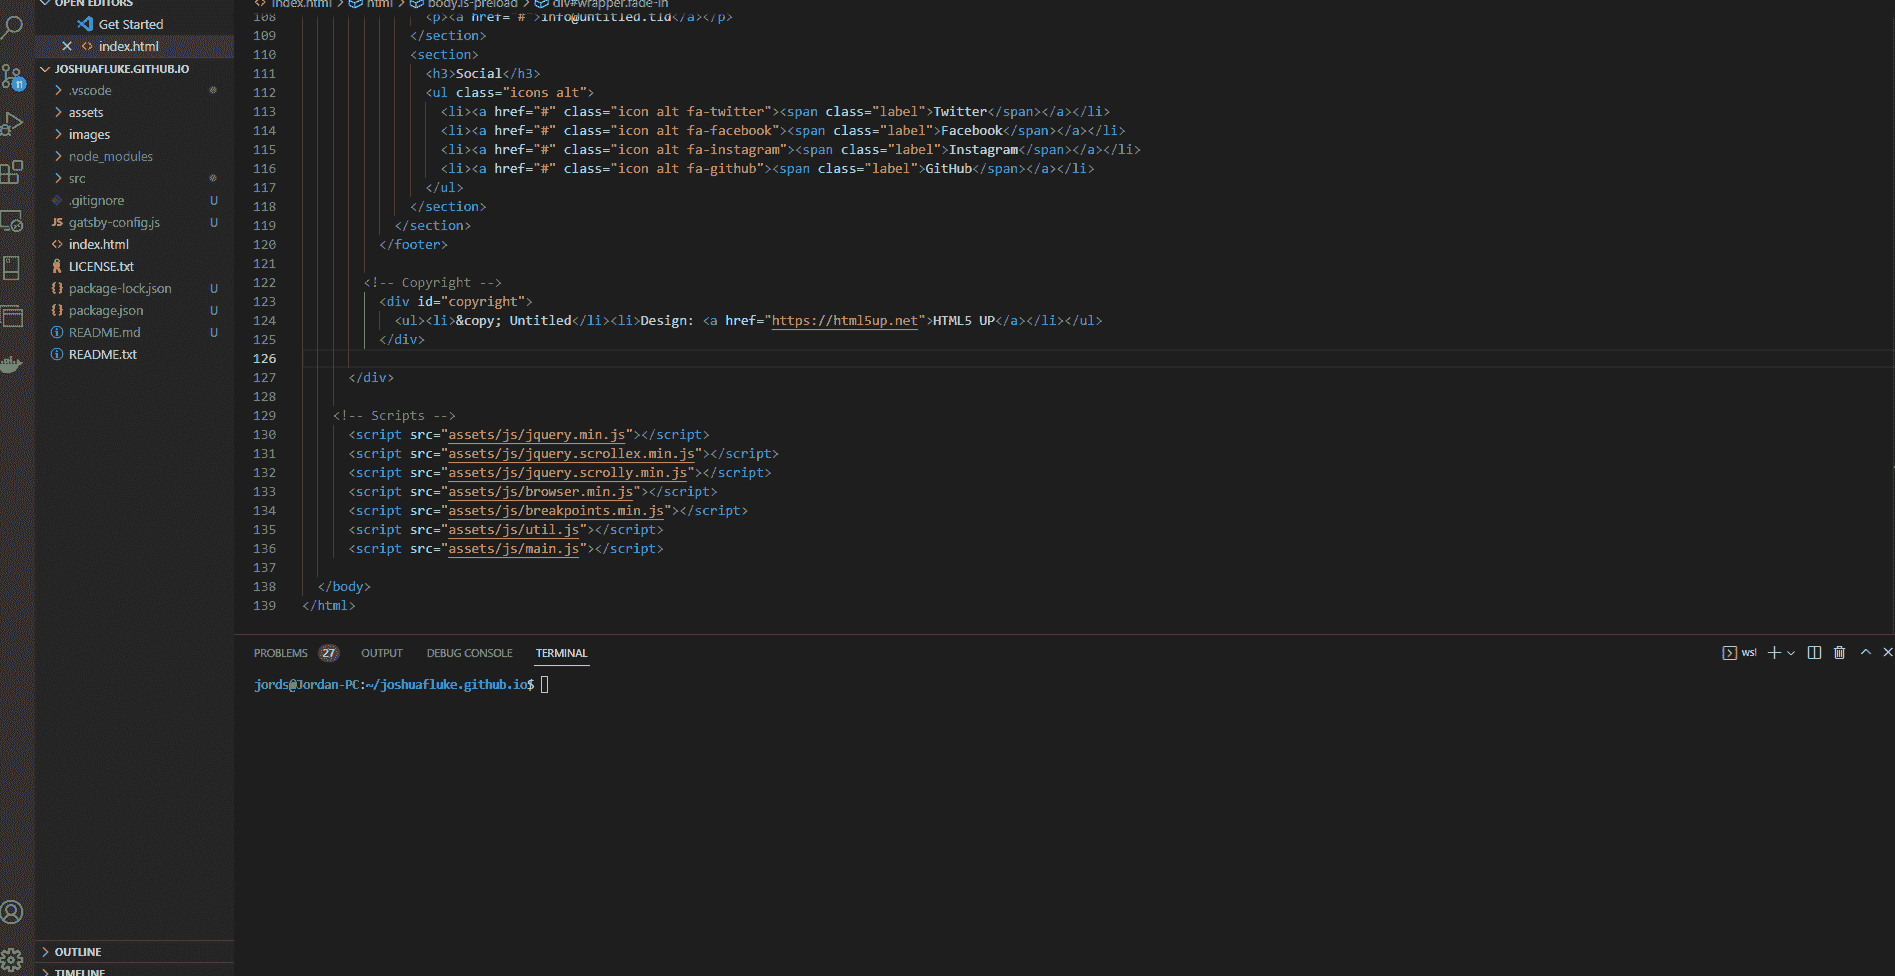 OPEN EDITORS
Get Started
index.html
JOSHUAFLUKE.GITHUB.IO
.vscode
assets
images
node_modules
src
.gitignore U
JS gatsby-config.js U
index.html
LICENSE.txt
package-lock.json U
package.json U
README.md U
README.txt
OUTLINE
TIMELINE
11
index.html > html > body.is-preload > div#wrapper.fade-in
108 <p><a href="#">info@untitled.tld</a></p>
109 </section>
110 <section>
111 <h3>Social</h3>
112 <ul class="icons alt">
113 <li><a href="#" class="icon alt fa-twitter"><span class="label">Twitter</span></a></li>
114 <li><a href="#" class="icon alt fa-facebook"><span class="label">Facebook</span></a></li>
115 <li><a href="#" class="icon alt fa-instagram"><span class="label">Instagram</span></a></li>
116 <li><a href="#" class="icon alt fa-github"><span class="label">GitHub</span></a></li>
117 </ul>
118 </section>
119 </section>
120 </footer>
121
122 <!-- Copyright -->
123 <div id="copyright">
124 <ul><li>&copy; Untitled</li><li>Design: <a href="https://html5up.net">HTML5 UP</a></li></ul>
125 </div>
126
127 </div>
128
129 <!-- Scripts -->
130 <script src="assets/js/jquery.min.js"></script>
131 <script src="assets/js/jquery.scrollex.min.js"></script>
132 <script src="assets/js/jquery.scrolly.min.js"></script>
133 <script src="assets/js/browser.min.js"></script>
134 <script src="assets/js/breakpoints.min.js"></script>
135 <script src="assets/js/util.js"></script>
136 <script src="assets/js/main.js"></script>
137
138 </body>
139 </html>
PROBLEMS 27 OUTPUT DEBUG CONSOLE TERMINAL wsl
jords@Jordan-PC:~/joshuafluke.github.io$